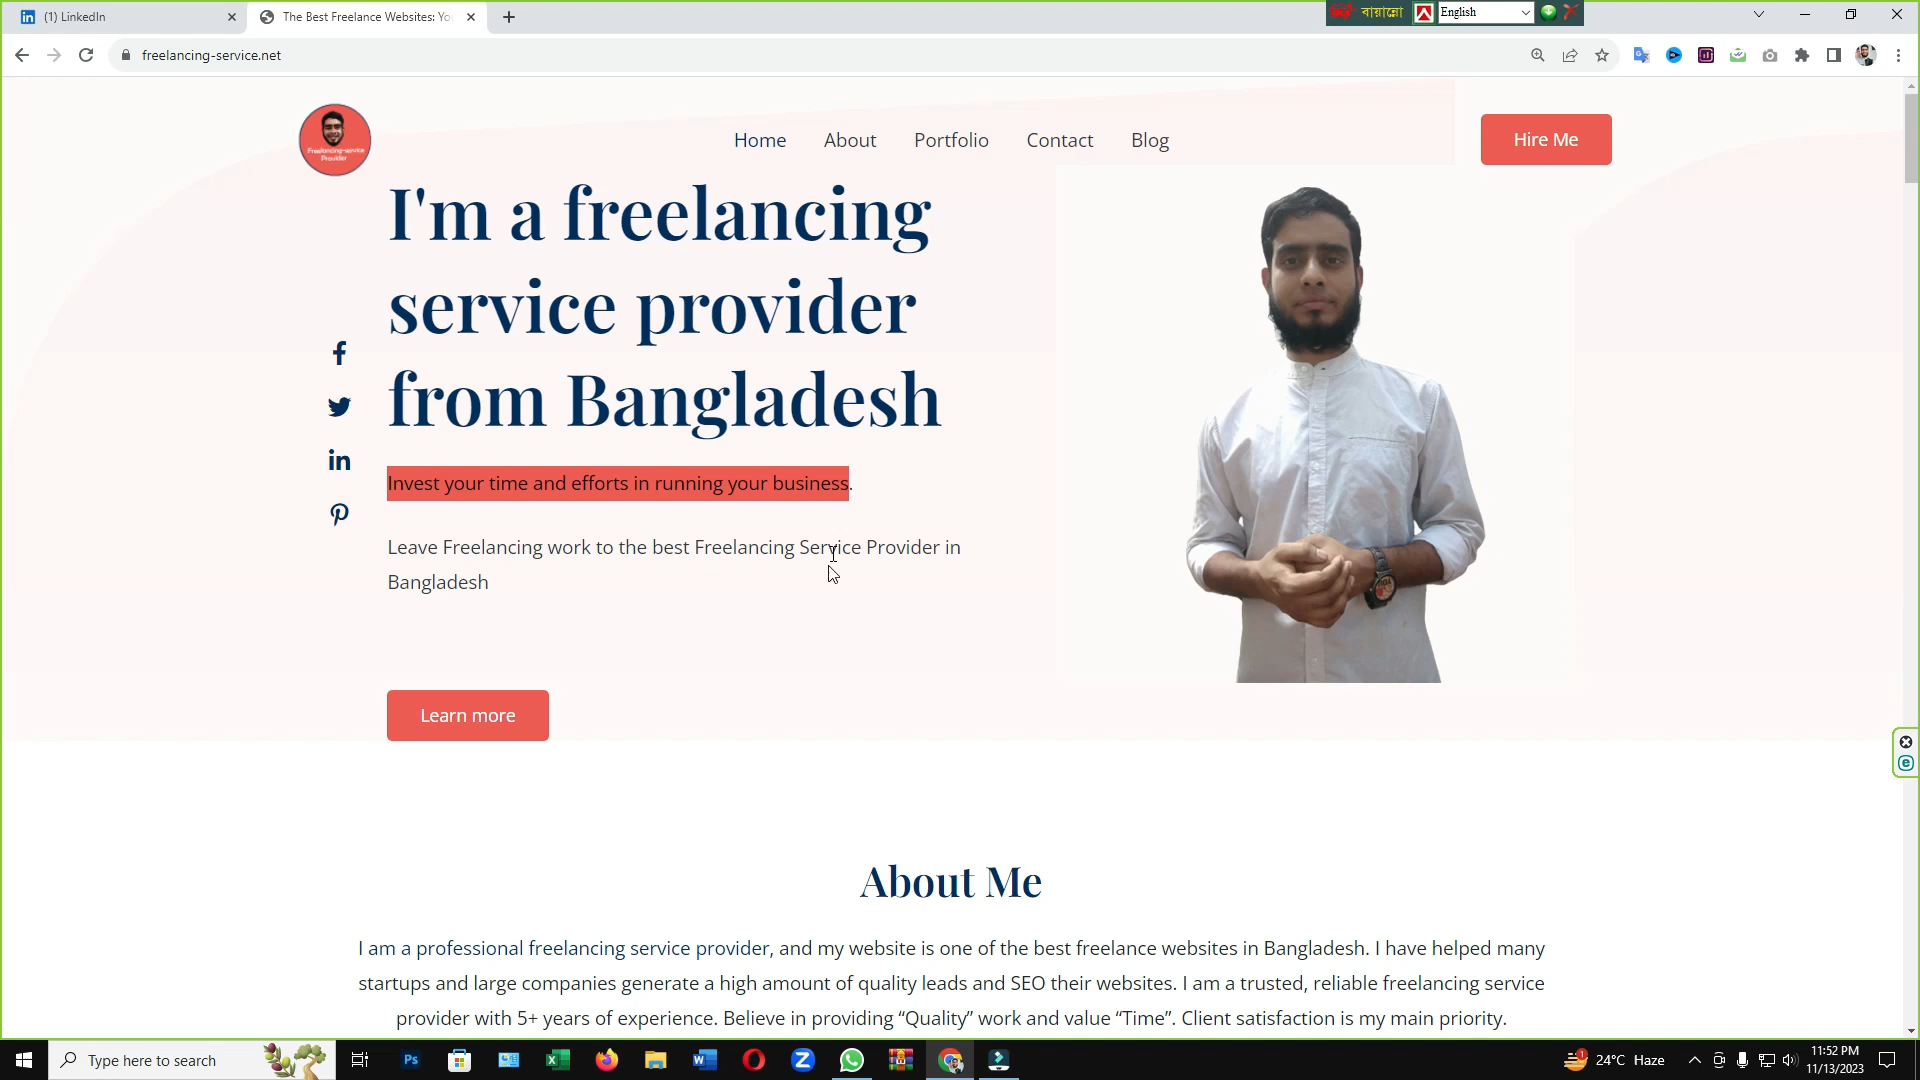 (1) LinkedIn
The Best Freelance Websites: Yo
বায়ান্নো
English
freelancing-service.net
Freelancing-service
Provider
Home
About
Portfolio
Contact
Blog
Hire Me
I'm a freelancing
service provider
from Bangladesh
Invest your time and efforts in running your business.
Leave Freelancing work to the best Freelancing Service Provider in
Bangladesh
Learn more
About Me
I am a professional freelancing service provider, and my website is one of the best freelance websites in Bangladesh. I have helped many
startups and large companies generate a high amount of quality leads and SEO their websites. I am a trusted, reliable freelancing service
provider with 5+ years of experience. Believe in providing “Quality” work and value “Time”. Client satisfaction is my main priority.
Type here to search
24°C Haze
11:52 PM
11/13/2023